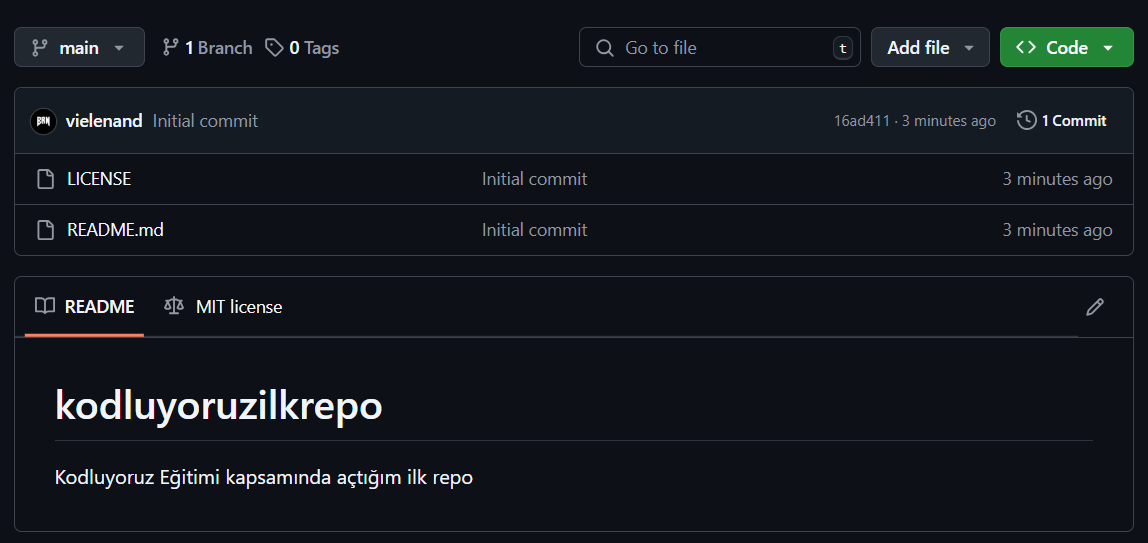 main 1 Branch 0 Tags Go to file t Add file Code
BRN vielenand Initial commit 16ad411 · 3 minutes ago 1 Commit
LICENSE Initial commit 3 minutes ago
README.md Initial commit 3 minutes ago
README MIT license
kodluyoruzilkrepo
Kodluyoruz Eğitimi kapsamında açtığım ilk repo